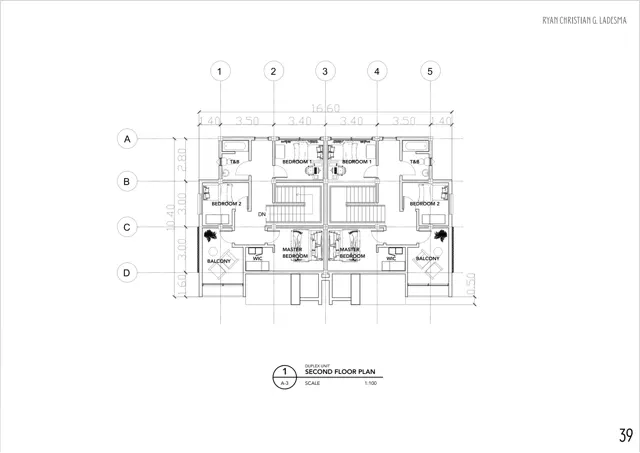 RYAN CHRISTIAN G. LADESMA
1 2 3 4 5
16.60
1.40 3.50 3.40 3.40 3.50 1.40
A
B
C
D
10.40
2.80
3.00
3.00
1.60
0.50
T&B BEDROOM 1 BEDROOM 1 T&B
BEDROOM 2 BEDROOM 2
DN
MASTER BEDROOM MASTER BEDROOM
BALCONY WIC WIC BALCONY
1
A-3
DUPLEX UNIT
SECOND FLOOR PLAN
SCALE 1:100
39